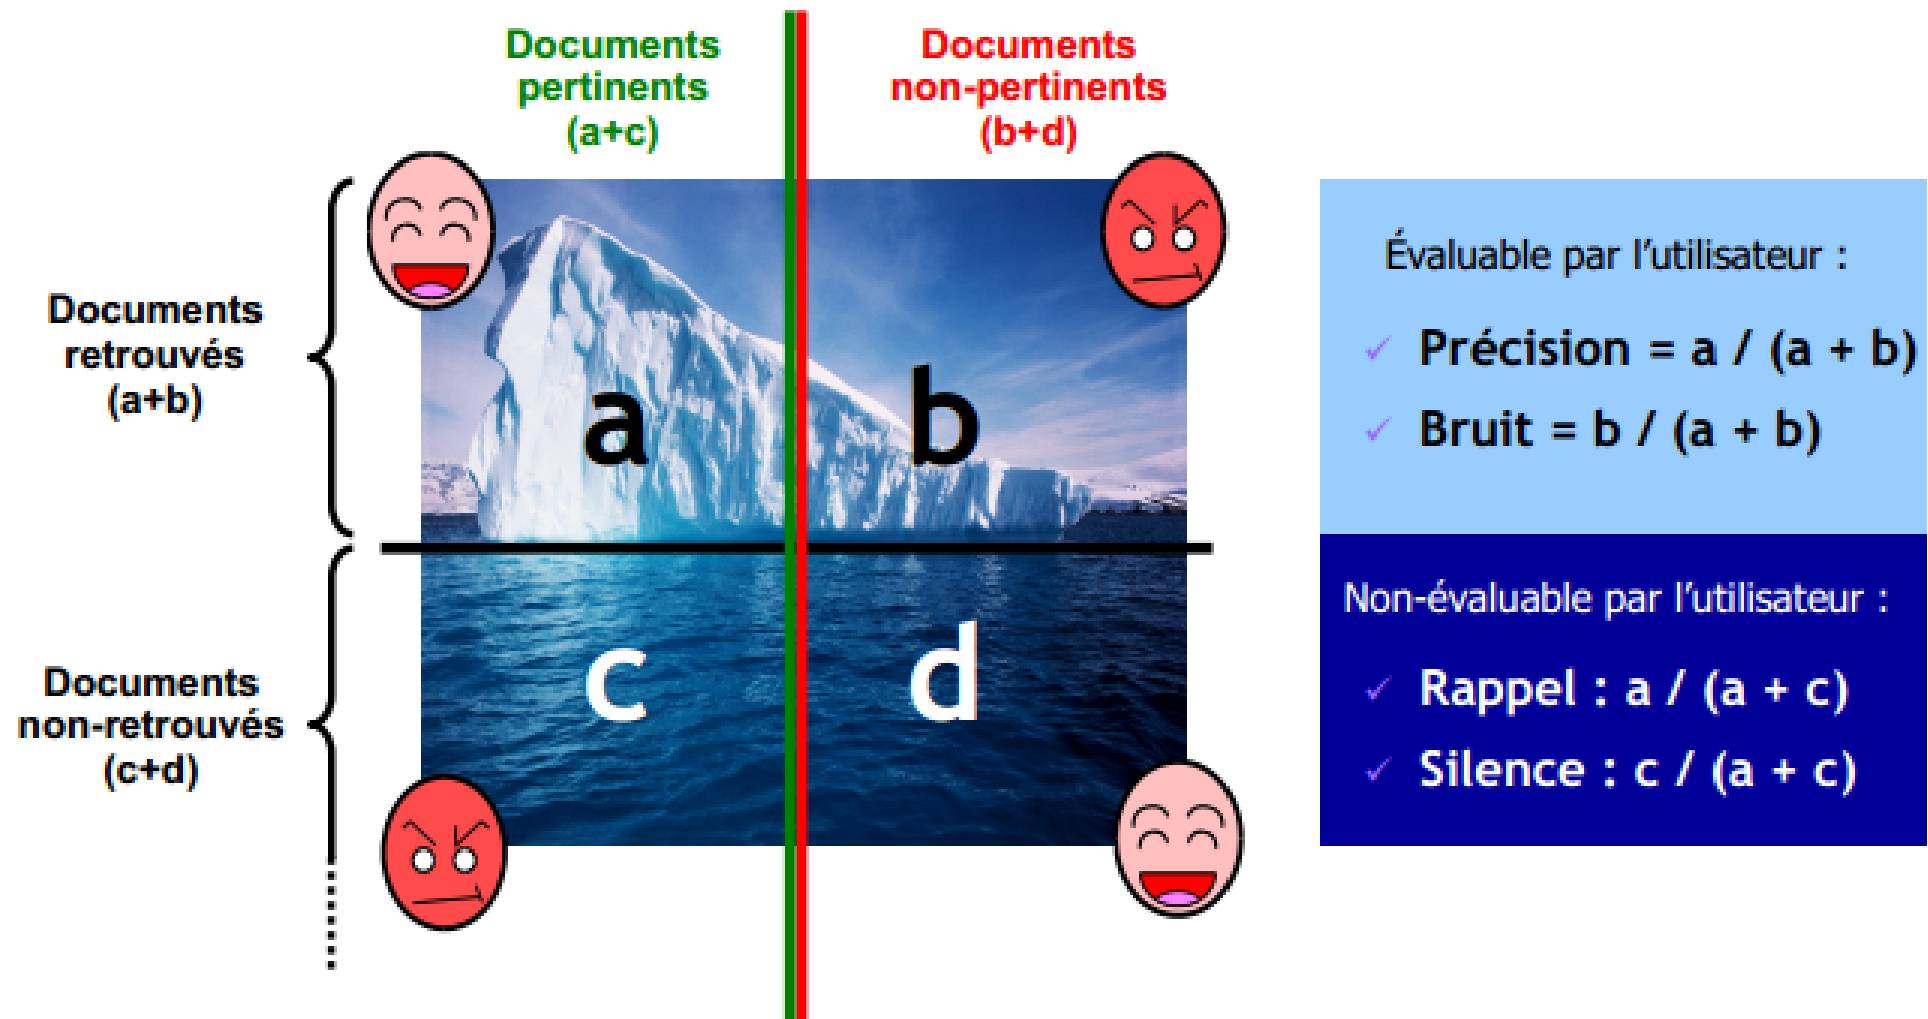 Documents
pertinents
(a+c)
Documents
non-pertinents
(b+d)
Documents
retrouvés
(a+b)
a
b
Documents
non-retrouvés
(c+d)
c
d
Évaluable par l'utilisateur :
✓ Précision = a / (a + b)
✓ Bruit = b / (a + b)
Non-évaluable par l'utilisateur :
✓ Rappel : a / (a + c)
✓ Silence : c / (a + c)